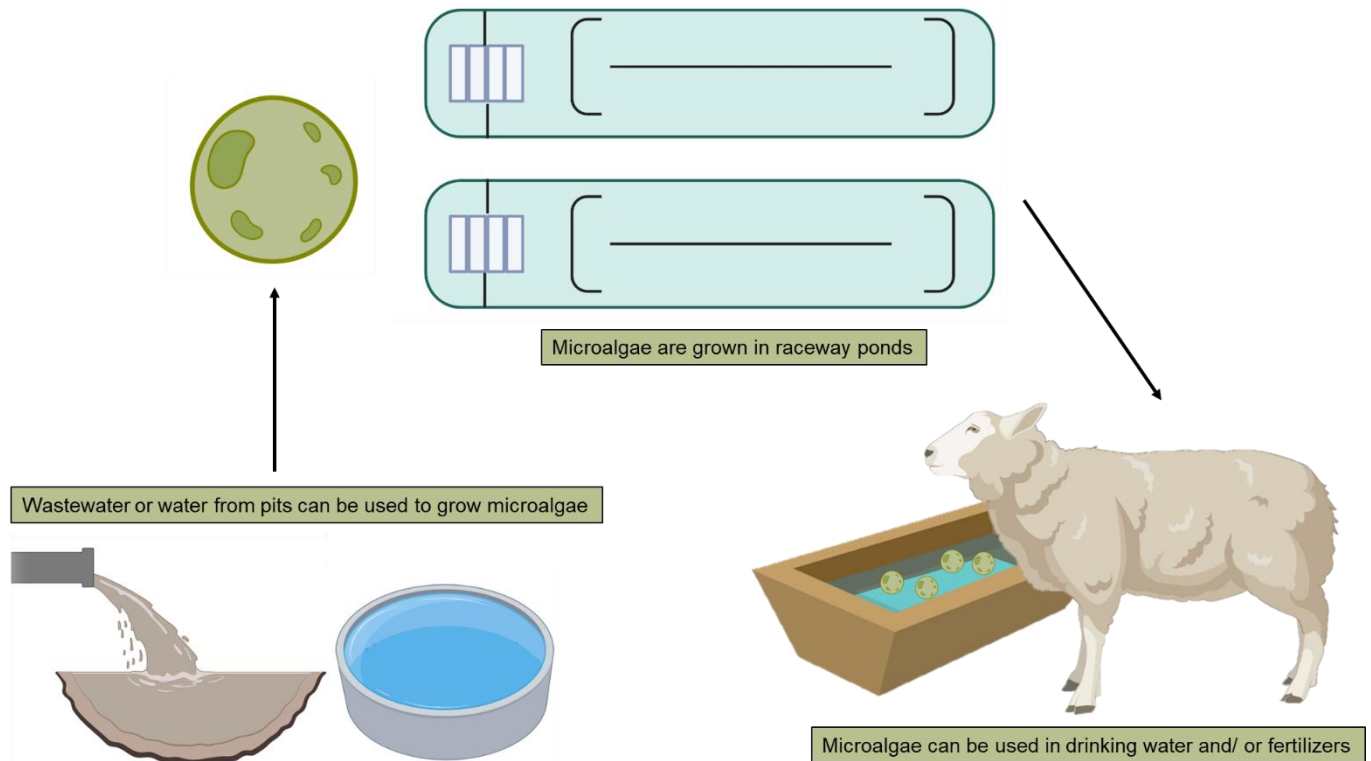 Microalgae are grown in raceway ponds
Wastewater or water from pits can be used to grow microalgae
Microalgae can be used in drinking water and/ or fertilizers